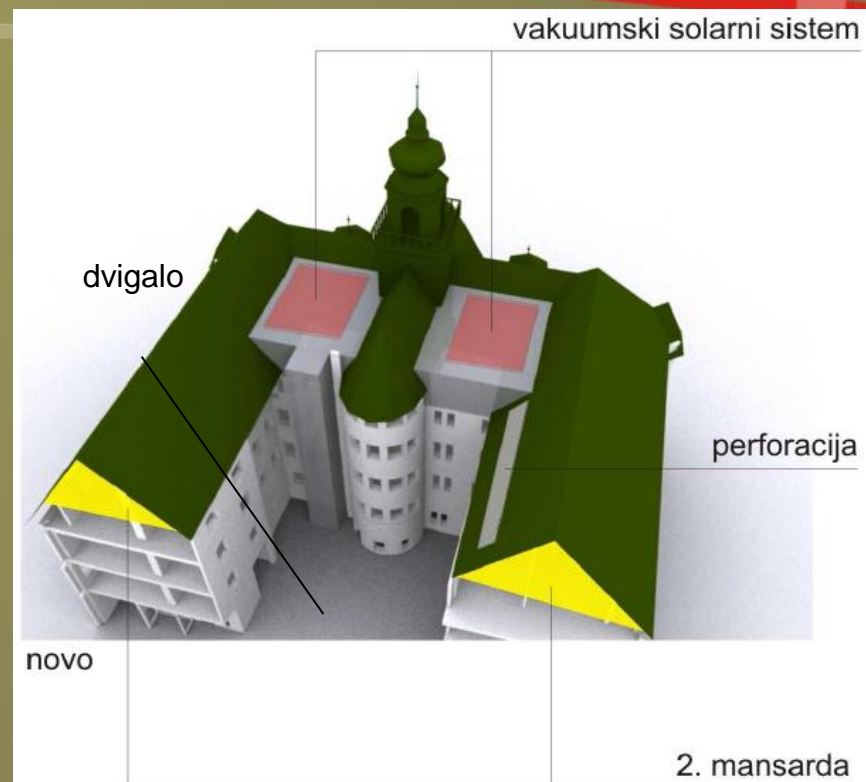 vakuumski solarni sistem
dvigalo
perforacija
novo
2. mansarda